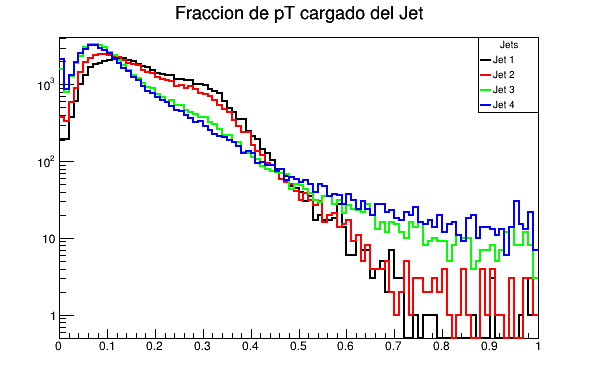 Fraccion de pT cargado del Jet
Jets
Jet 1
Jet 2
Jet 3
Jet 4
10³
10²
10
1
0 0.1 0.2 0.3 0.4 0.5 0.6 0.7 0.8 0.9 1